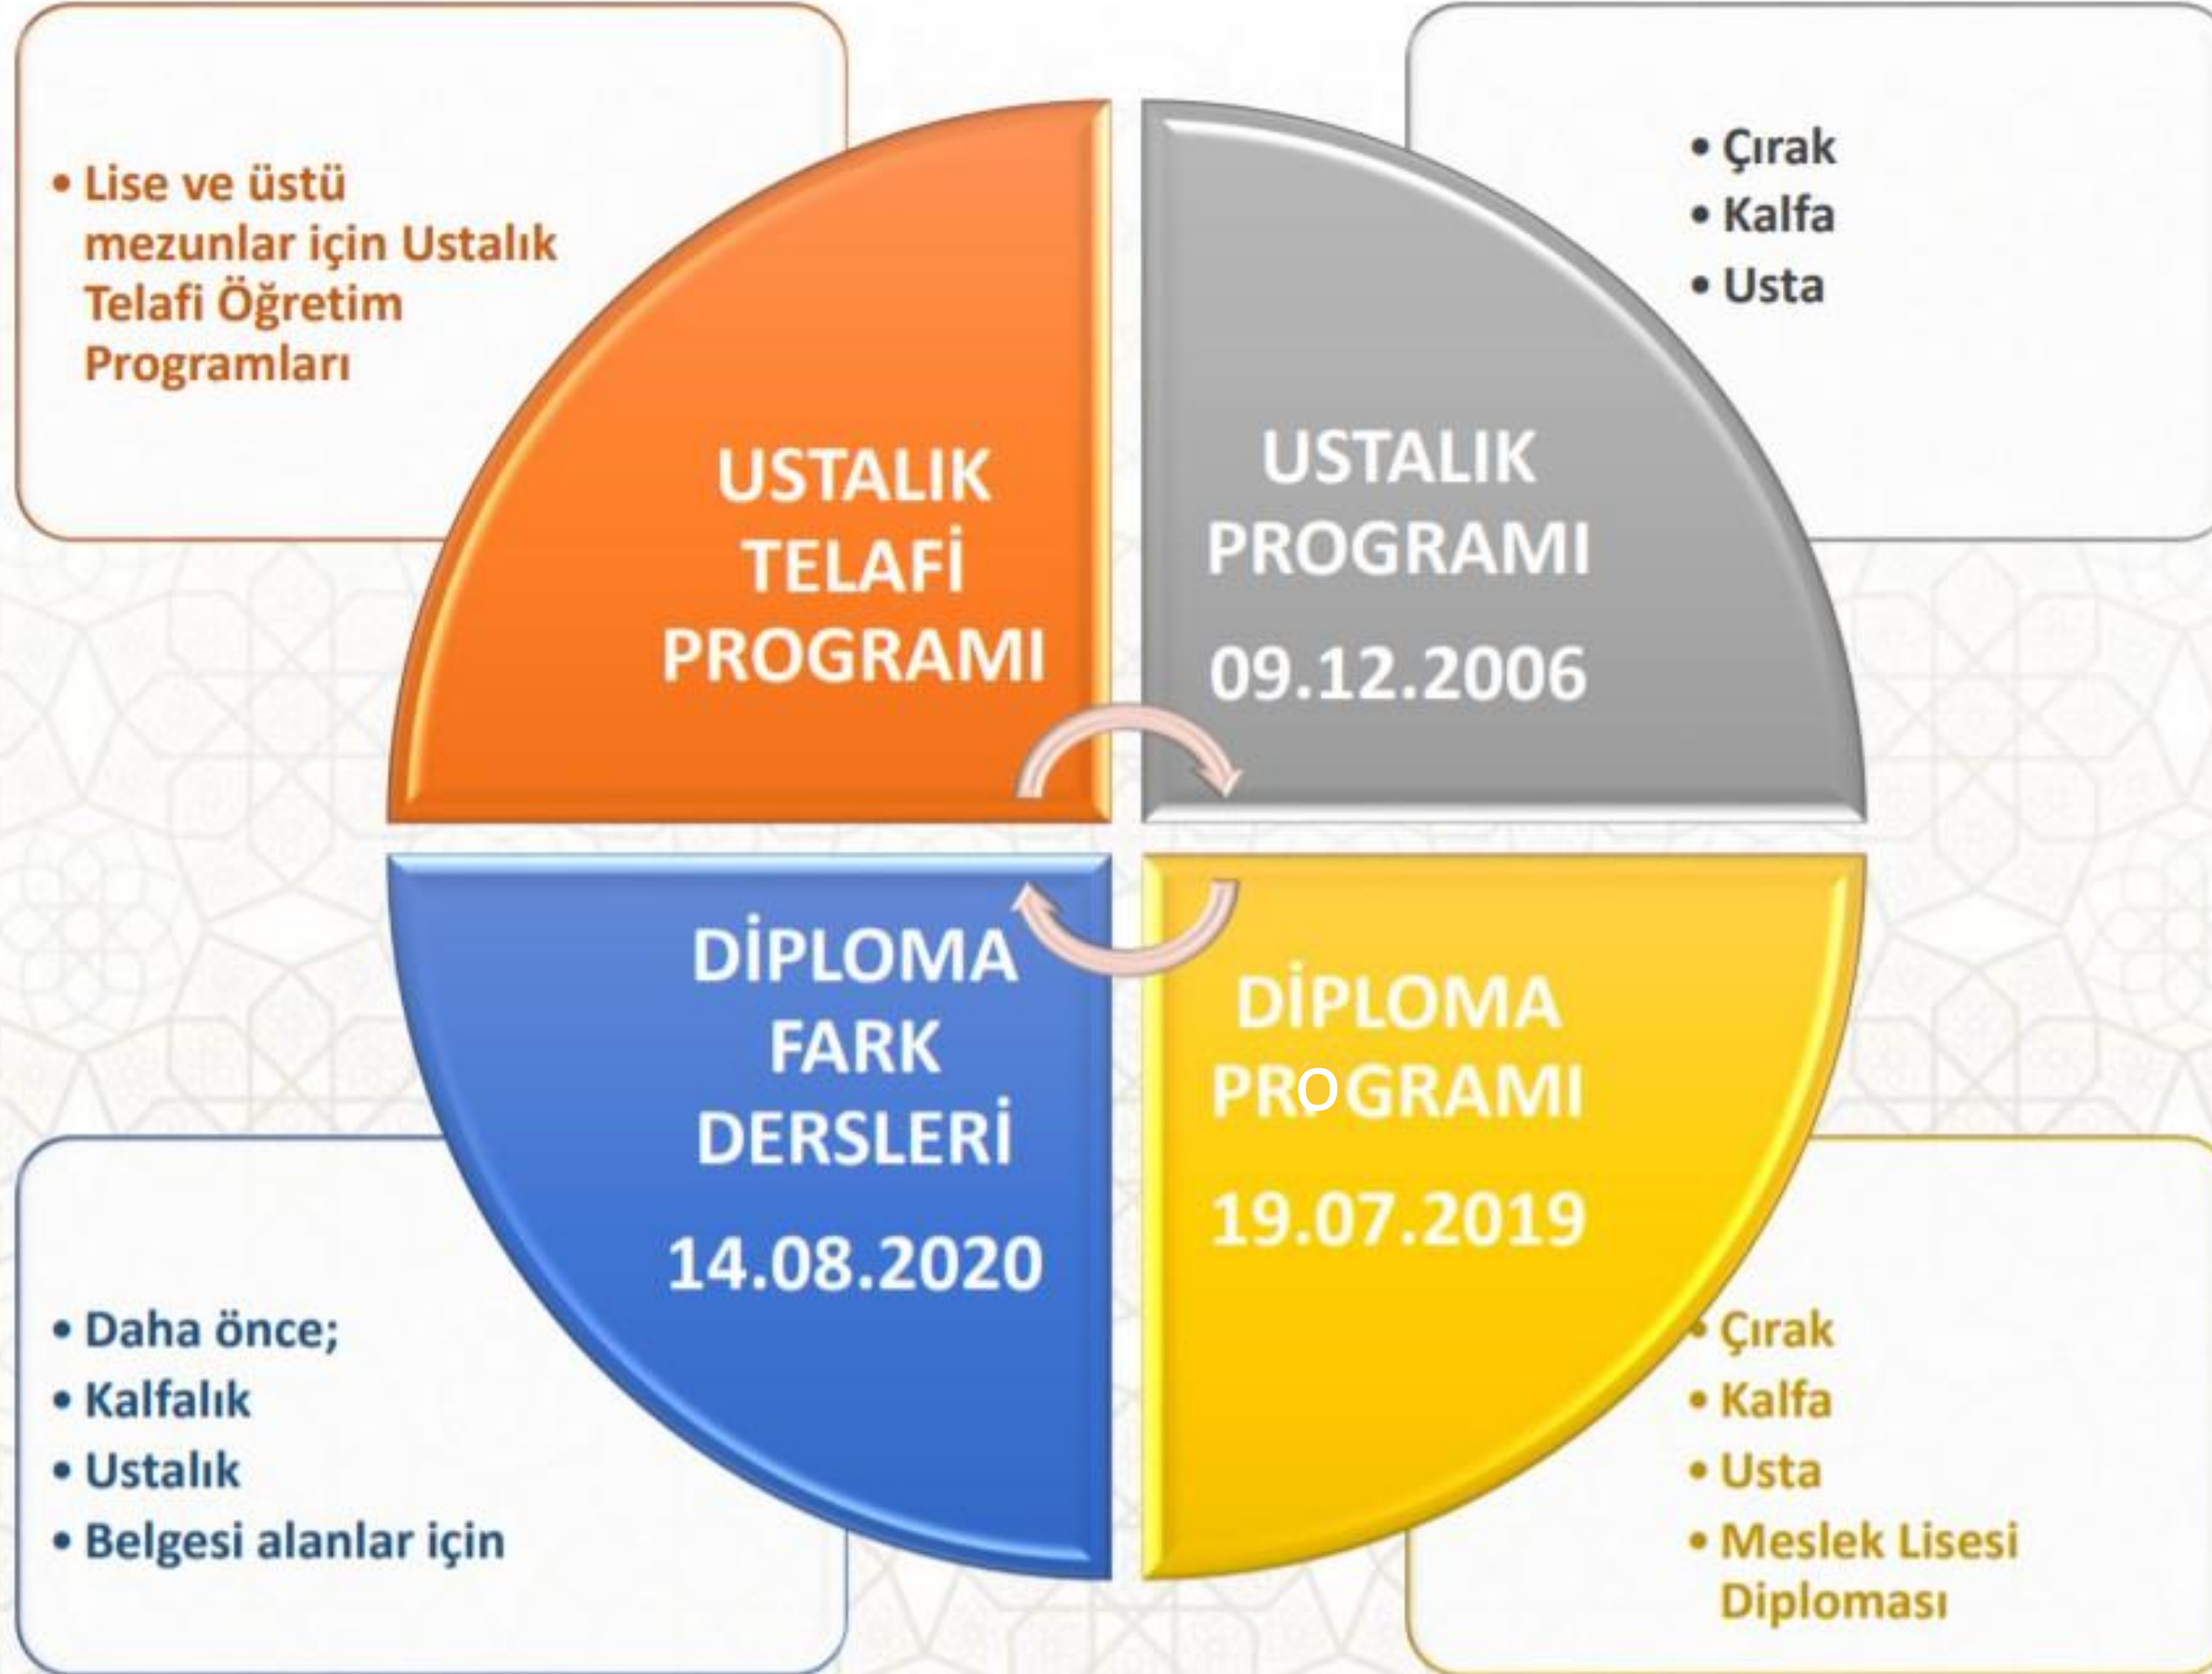 • Lise ve üstü
mezunlar için Ustalık
Telafi Öğretim
Programları
USTALIK
TELAFİ
PROGRAMI
USTALIK
PROGRAMI
09.12.2006
• Çırak
• Kalfa
• Usta
DİPLOMA
FARK
DERSLERİ
14.08.2020
• Daha önce;
• Kalfalık
• Ustalık
• Belgesi alanlar için
DİPLOMA
PROGRAMI
19.07.2019
• Çırak
• Kalfa
• Usta
• Meslek Lisesi
Diploması